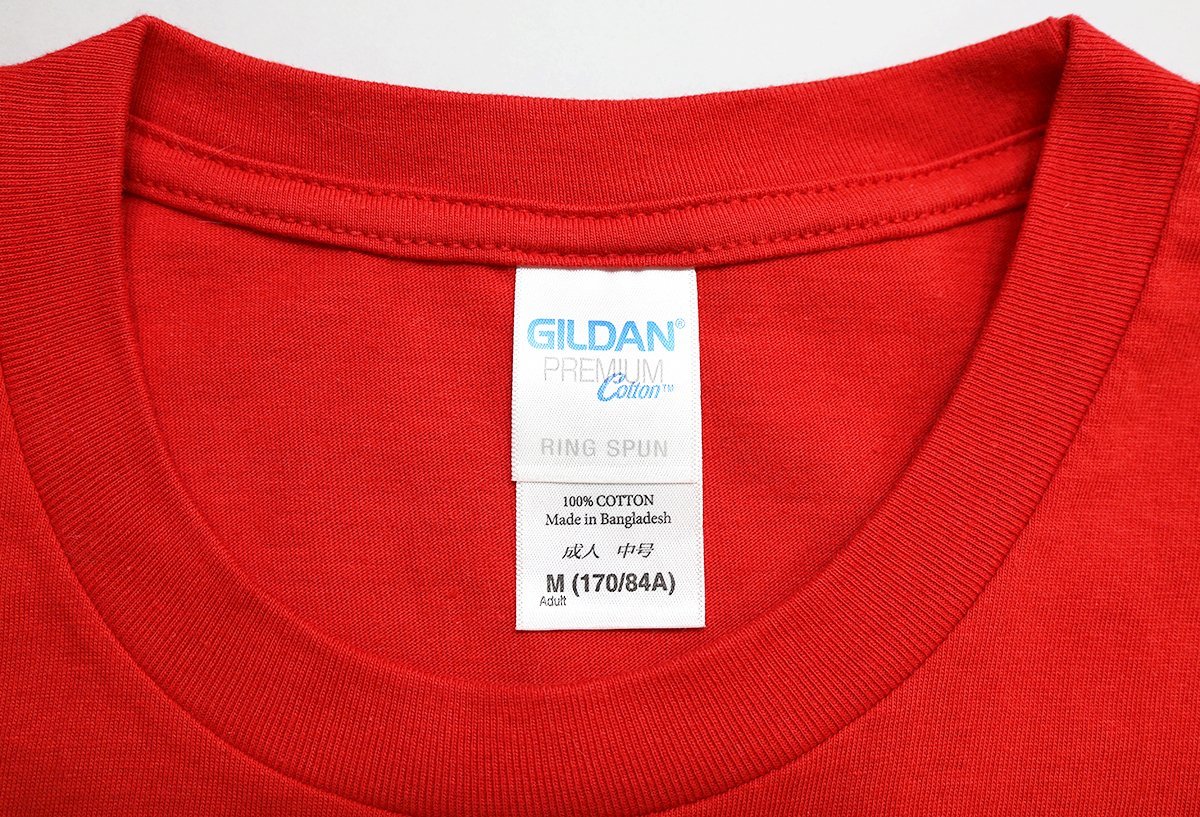 GILDAN®
PREMIUM
Cotton™
RING SPUN
100% COTTON
Made in Bangladesh
成人 中号
M (170/84A)
Adult